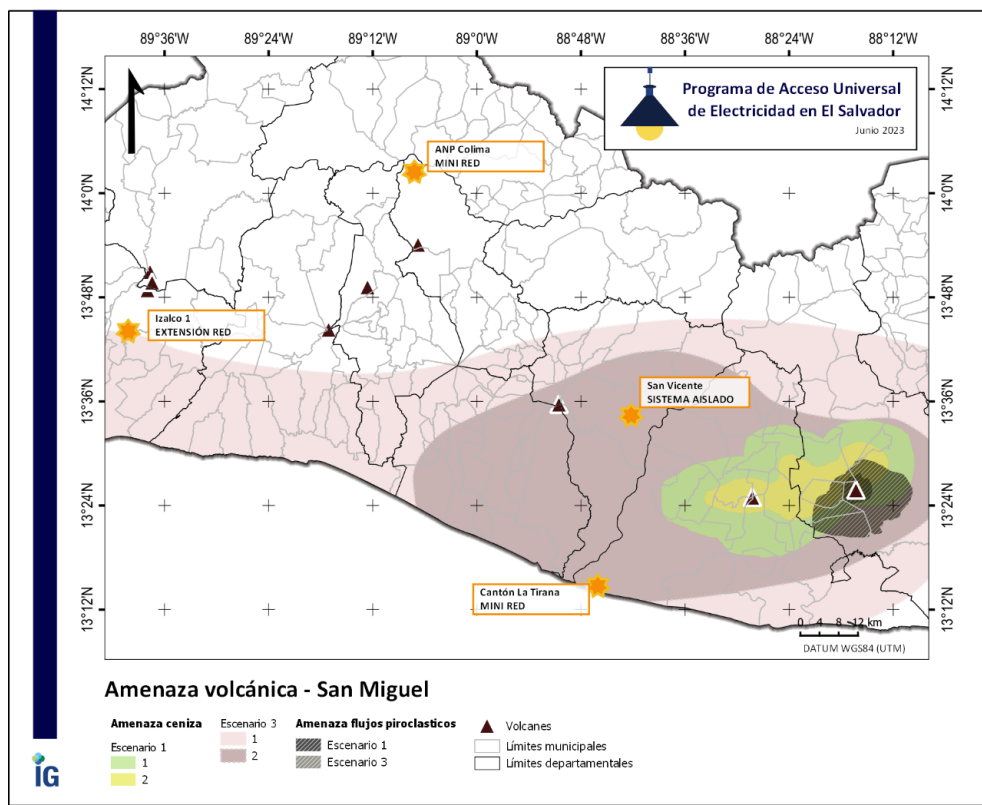 89°36'W 89°24'W 89°12'W 89°0'W 88°48'W 88°36'W 88°24'W 88°12'W
14°12'N 14°12'N
Programa de Acceso Universal
de Electricidad en El Salvador
Junio 2023
ANP Colima
MINI RED
14°0'N 14°0'N
13°48'N 13°48'N
Izalco 1
EXTENSIÓN RED
San Vicente
SISTEMA AISLADO
13°36'N 13°36'N
13°24'N 13°24'N
Cantón La Tirana
MINI RED
13°12'N 13°12'N
0 4 8 12 km
DATUM WGS84 (UTM)
Amenaza volcánica - San Miguel
Amenaza ceniza
Escenario 1
1
2
Escenario 3
1
2
Amenaza flujos piroclasticos
Escenario 1
Escenario 3
Volcanes
Límites municipales
Límites departamentales
iG